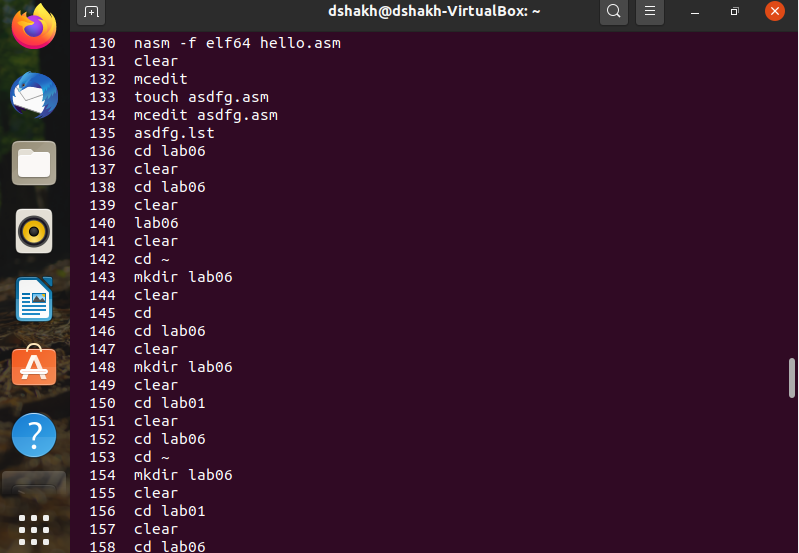 dshakh@dshakh-VirtualBox: ~
130 nasm -f elf64 hello.asm
131 clear
132 mcedit
133 touch asdfg.asm
134 mcedit asdfg.asm
135 asdfg.lst
136 cd lab06
137 clear
138 cd lab06
139 clear
140 lab06
141 clear
142 cd ~
143 mkdir lab06
144 clear
145 cd
146 cd lab06
147 clear
148 mkdir lab06
149 clear
150 cd lab01
151 clear
152 cd lab06
153 cd ~
154 mkdir lab06
155 clear
156 cd lab01
157 clear
158 cd lab06